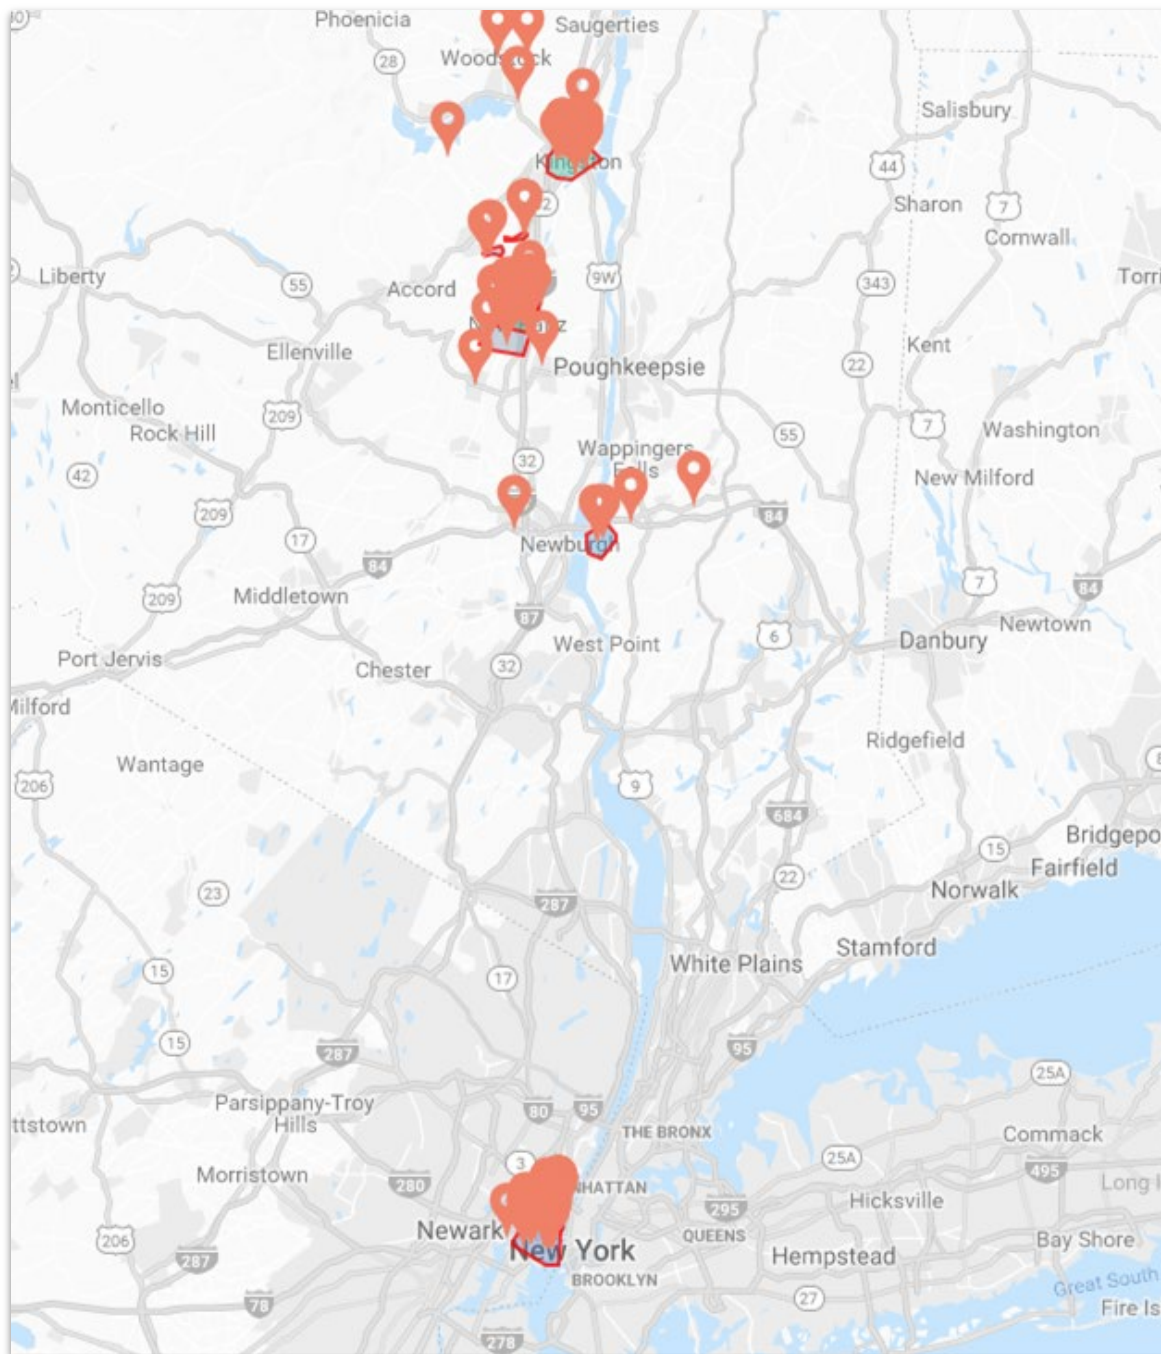 Phoenicia
Saugerties
28
Woodstock
Salisbury
Kingston
44
Sharon
7
Cornwall
9W
Liberty
55
Accord
343
Torri
Ellenville
Kent
22
Poughkeepsie
Monticello
209
Rock Hill
55
7
Washington
Wappingers
Falls
42
32
New Milford
209
17
84
Newburgh
84
7
84
209
Middletown
87
6
Newtown
West Point
Danbury
Port Jervis
32
Chester
Milford
Ridgefield
Wantage
206
9
684
Bridgepo
15
Fairfield
22
23
287
Norwalk
Stamford
White Plains
15
17
15
287
95
25A
Parsippany-Troy
Hills
80
95
ttstown
THE BRONX
Commack
3
25A
495
Morristown
280
NHATTAN
Long I
Hicksville
295
Newark
QUEENS
206
New York
Bay Shore
287
Hempstead
BROOKLYN
Great South
78
27
Fire Is
278